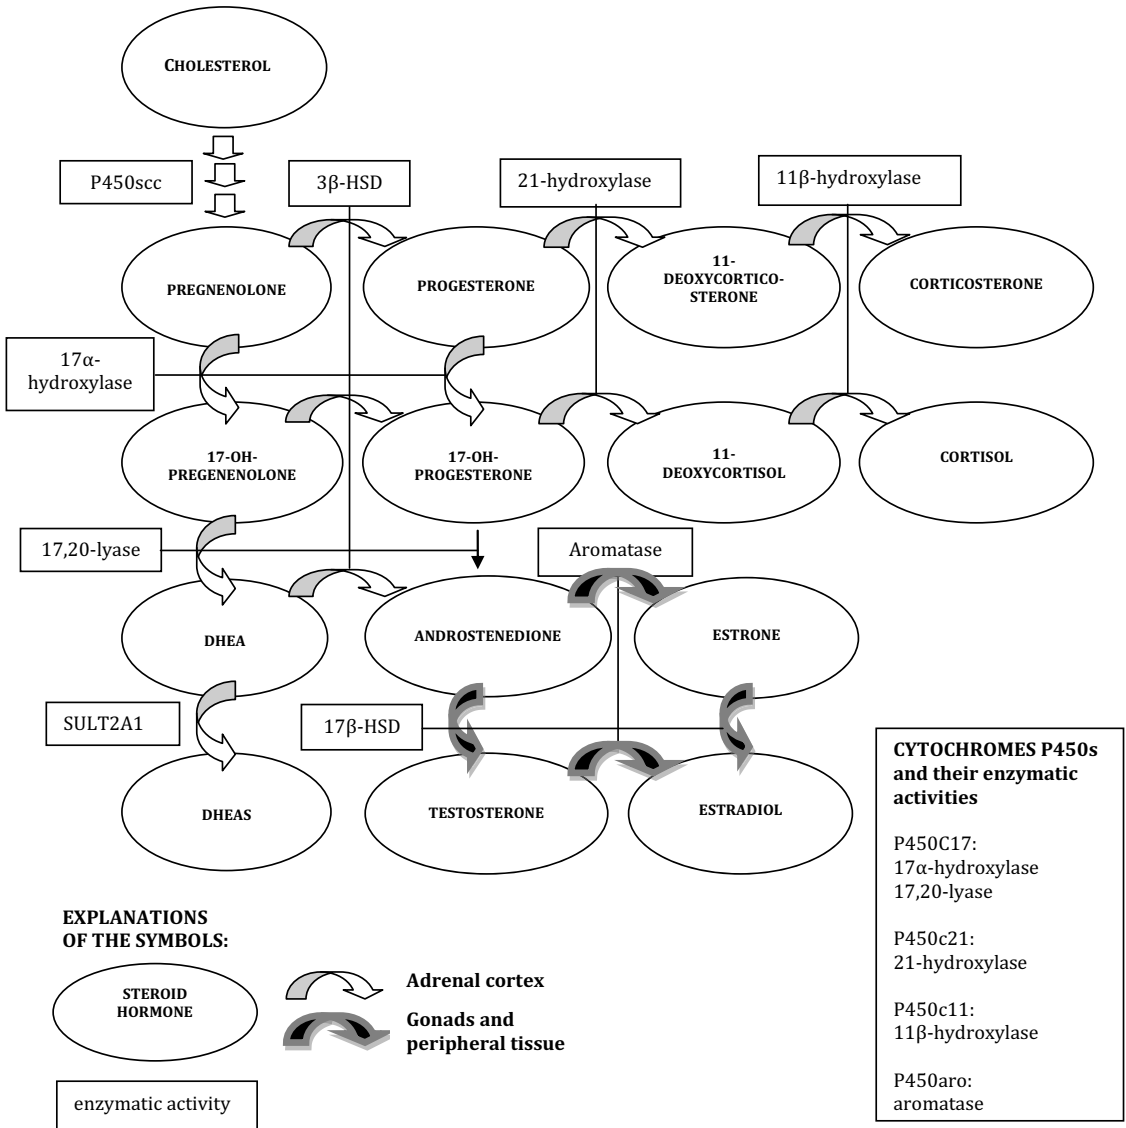 CHOLESTEROL
P450scc
3β-HSD
21-hydroxylase
11β-hydroxylase
PREGNENOLONE
PROGESTERONE
11-
DEOXYCORTICO-
STERONE
CORTICOSTERONE
17α-
hydroxylase
17-OH-
PREGENENOLONE
17-OH-
PROGESTERONE
11-
DEOXYCORTISOL
CORTISOL
17,20-lyase
Aromatase
DHEA
ANDROSTENEDIONE
ESTRONE
SULT2A1
17β-HSD
DHEAS
TESTOSTERONE
ESTRADIOL
CYTOCHROMES P450s
and their enzymatic
activities
P450C17:
17α-hydroxylase
17,20-lyase
P450c21:
21-hydroxylase
P450c11:
11β-hydroxylase
P450aro:
aromatase
EXPLANATIONS
OF THE SYMBOLS:
STEROID
HORMONE
Adrenal cortex
Gonads and
peripheral tissue
enzymatic activity